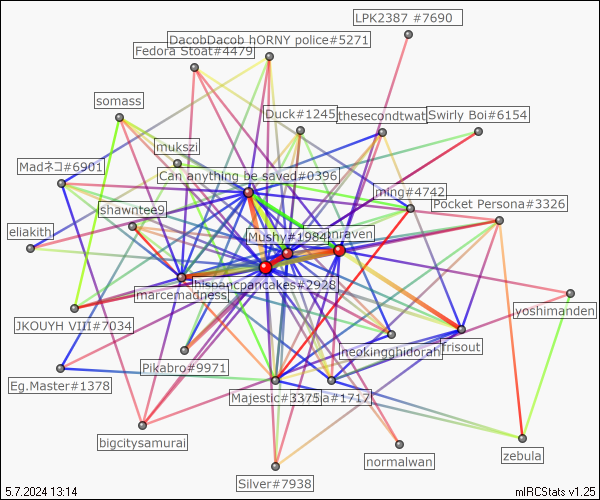 LPK2387 #7690
DacobDacob hORNY police#5271
Fedora Stoat#4479
somass
Duck#1245
thesecondtwat
Swirly Boi#6154
mukszi
Madネコ#6901
Can anything be saved#0396
ming#4742
shawntee9
Pocket Persona#3326
eliakith
Mushy#1984
nraven
hispancpancakes#2928
marcemadness
yoshimanden
JKOUYH VIII#7034
neokingghidorah
frisout
Pikabro#9971
Eg.Master#1378
Majestic#3375
ia#1717
bigcitysamurai
normalwan
zebula
Silver#7938
5.7.2024 13:14
mIRCStats v1.25